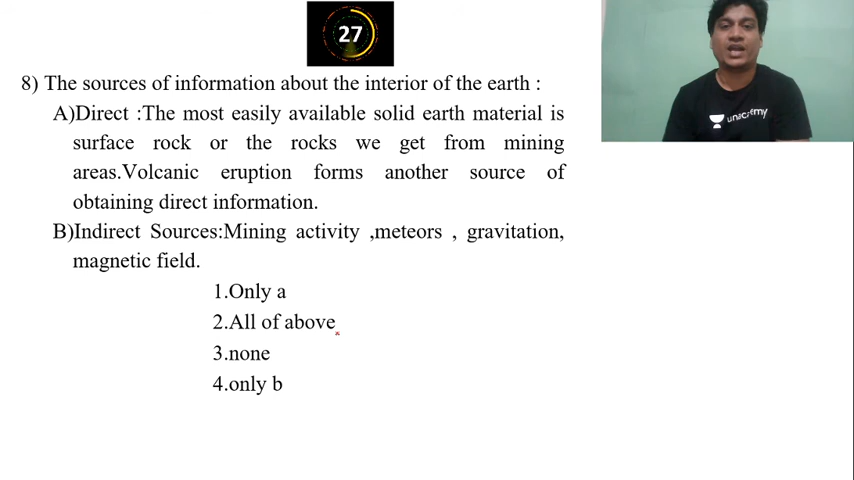 27
8) The sources of information about the interior of the earth :
A)Direct :The most easily available solid earth material is
surface rock or the rocks we get from mining
areas.Volcanic eruption forms another source of
obtaining direct information.
B)Indirect Sources:Mining activity ,meteors , gravitation,
magnetic field.
1.Only a
2.All of above
3.none
4.only b
unacademy